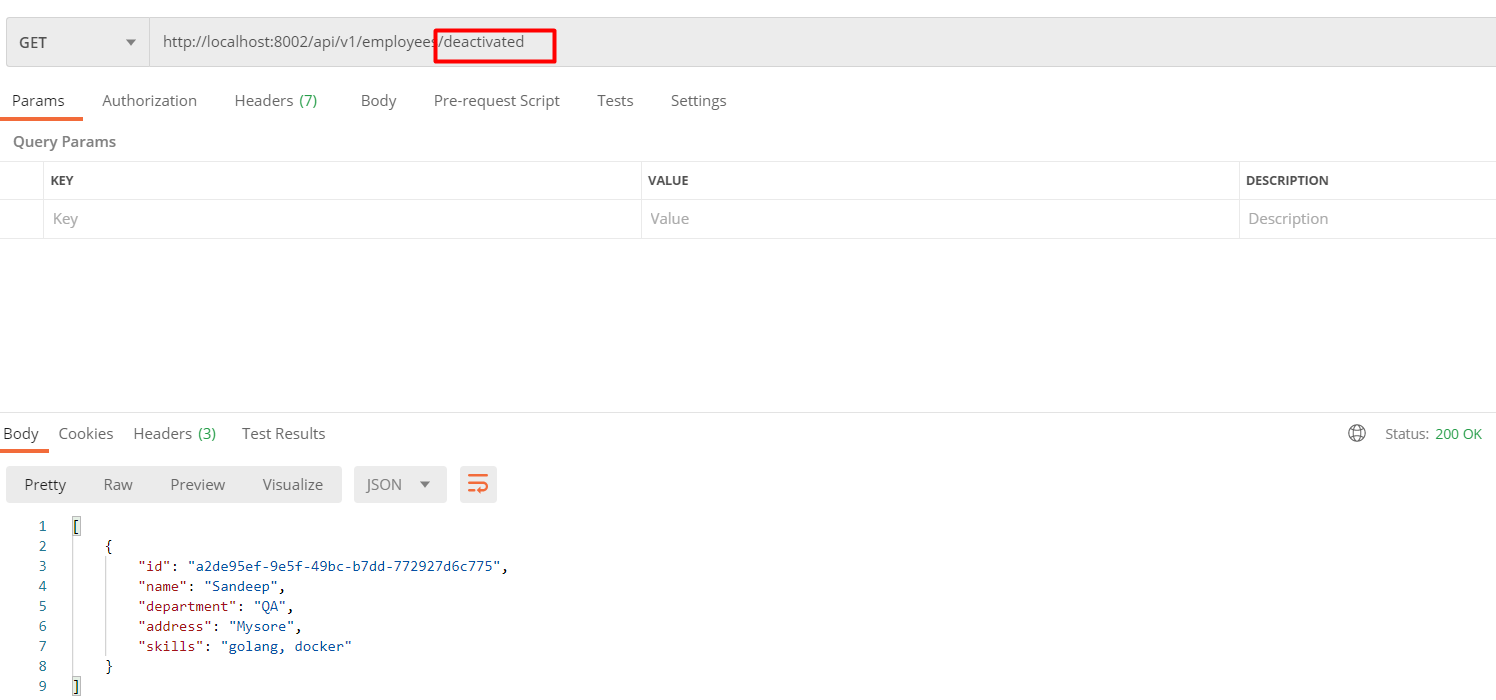 GET http://localhost:8002/api/v1/employees/deactivated
Params Authorization Headers (7) Body Pre-request Script Tests Settings
Query Params
KEY VALUE DESCRIPTION
Key Value Description
Body Cookies Headers (3) Test Results Status: 200 OK
Pretty Raw Preview Visualize JSON
1 [
2 {
3 "id": "a2de95ef-9e5f-49bc-b7dd-772927d6c775",
4 "name": "Sandeep",
5 "department": "QA",
6 "address": "Mysore",
7 "skills": "golang, docker"
8 }
9 ]